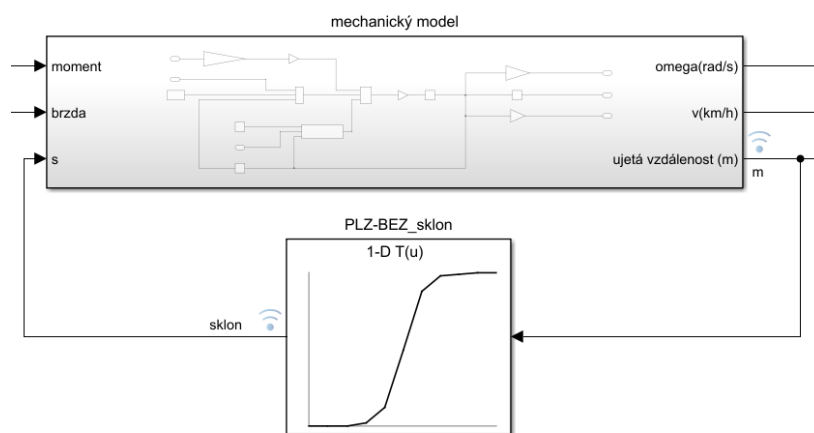 mechanický model
moment
brzda
s
omega(rad/s)
v(km/h)
ujetá vzdálenost (m)
m
PLZ-BEZ_sklon
1-D T(u)
sklon